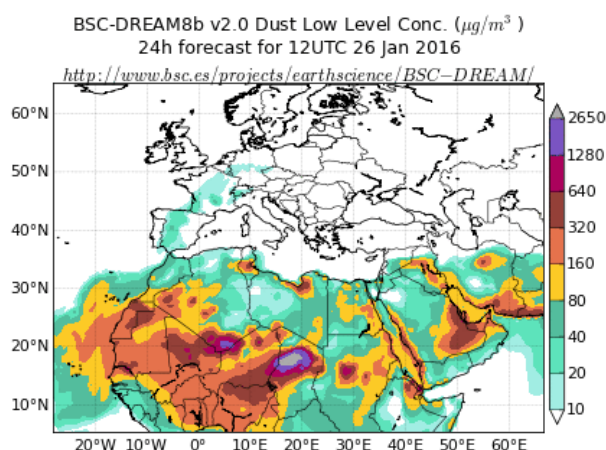 BSC-DREAM8b v2.0 Dust Low Level Conc. (μg/m³ )
24h forecast for 12UTC 26 Jan 2016
http://www.bsc.es/projects/earthscience/BSC−DREAM/
60°N
50°N
40°N
30°N
20°N
10°N
20°W 10°W 0° 10°E 20°E 30°E 40°E 50°E 60°E
2650
1280
640
320
160
80
40
20
10